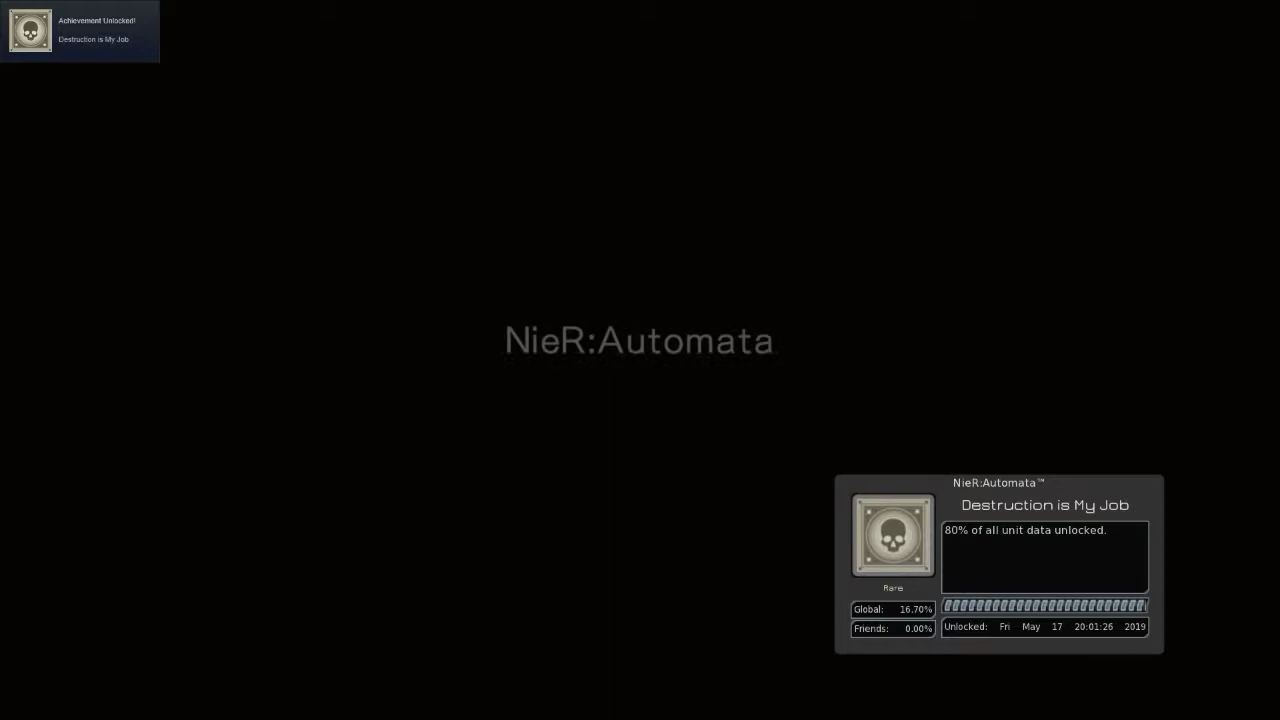 Achievement Unlocked!
Destruction is My Job
NieR:Automata
NieR:Automata™
Destruction is My Job
80% of all unit data unlocked.
Rare
Global: 16.70%
Friends: 0.00%
Unlocked: Fri May 17 20:01:26 2019